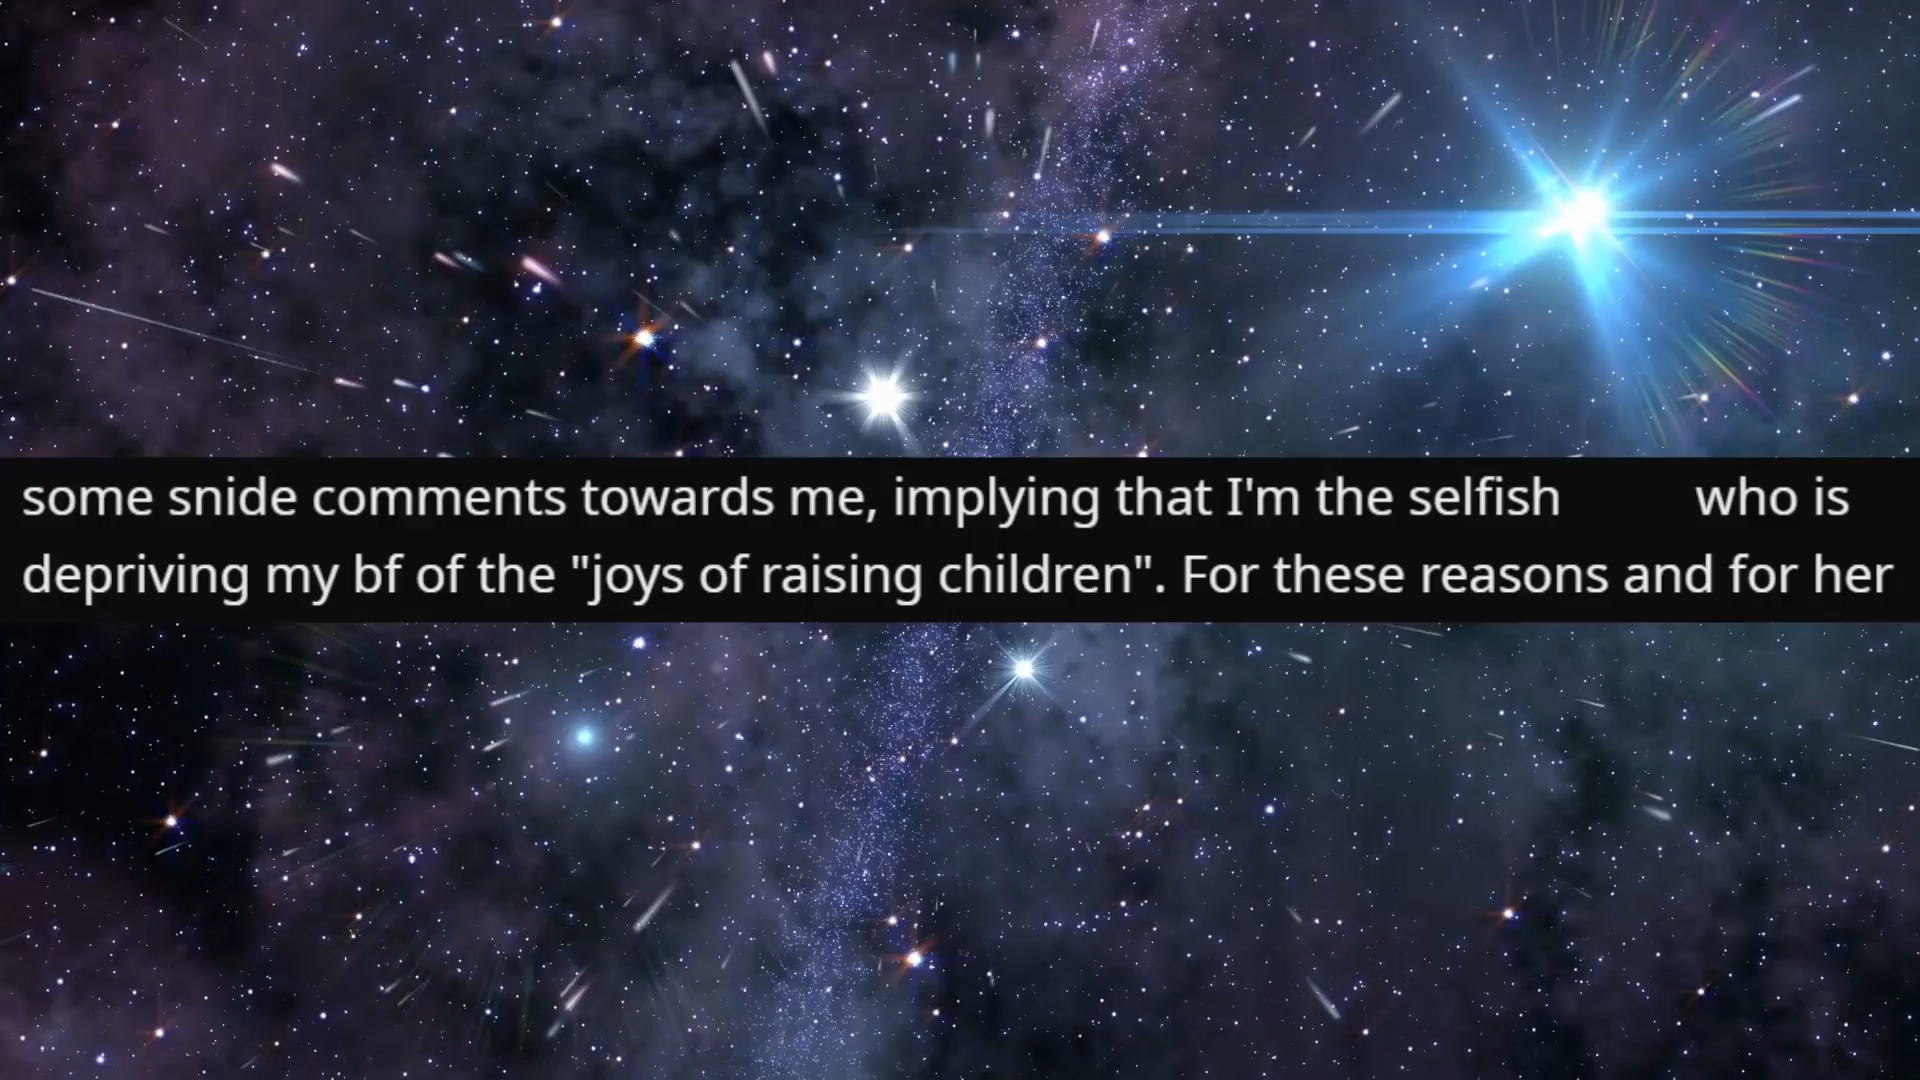 some snide comments towards me, implying that I'm the selfish who is
depriving my bf of the "joys of raising children". For these reasons and for her